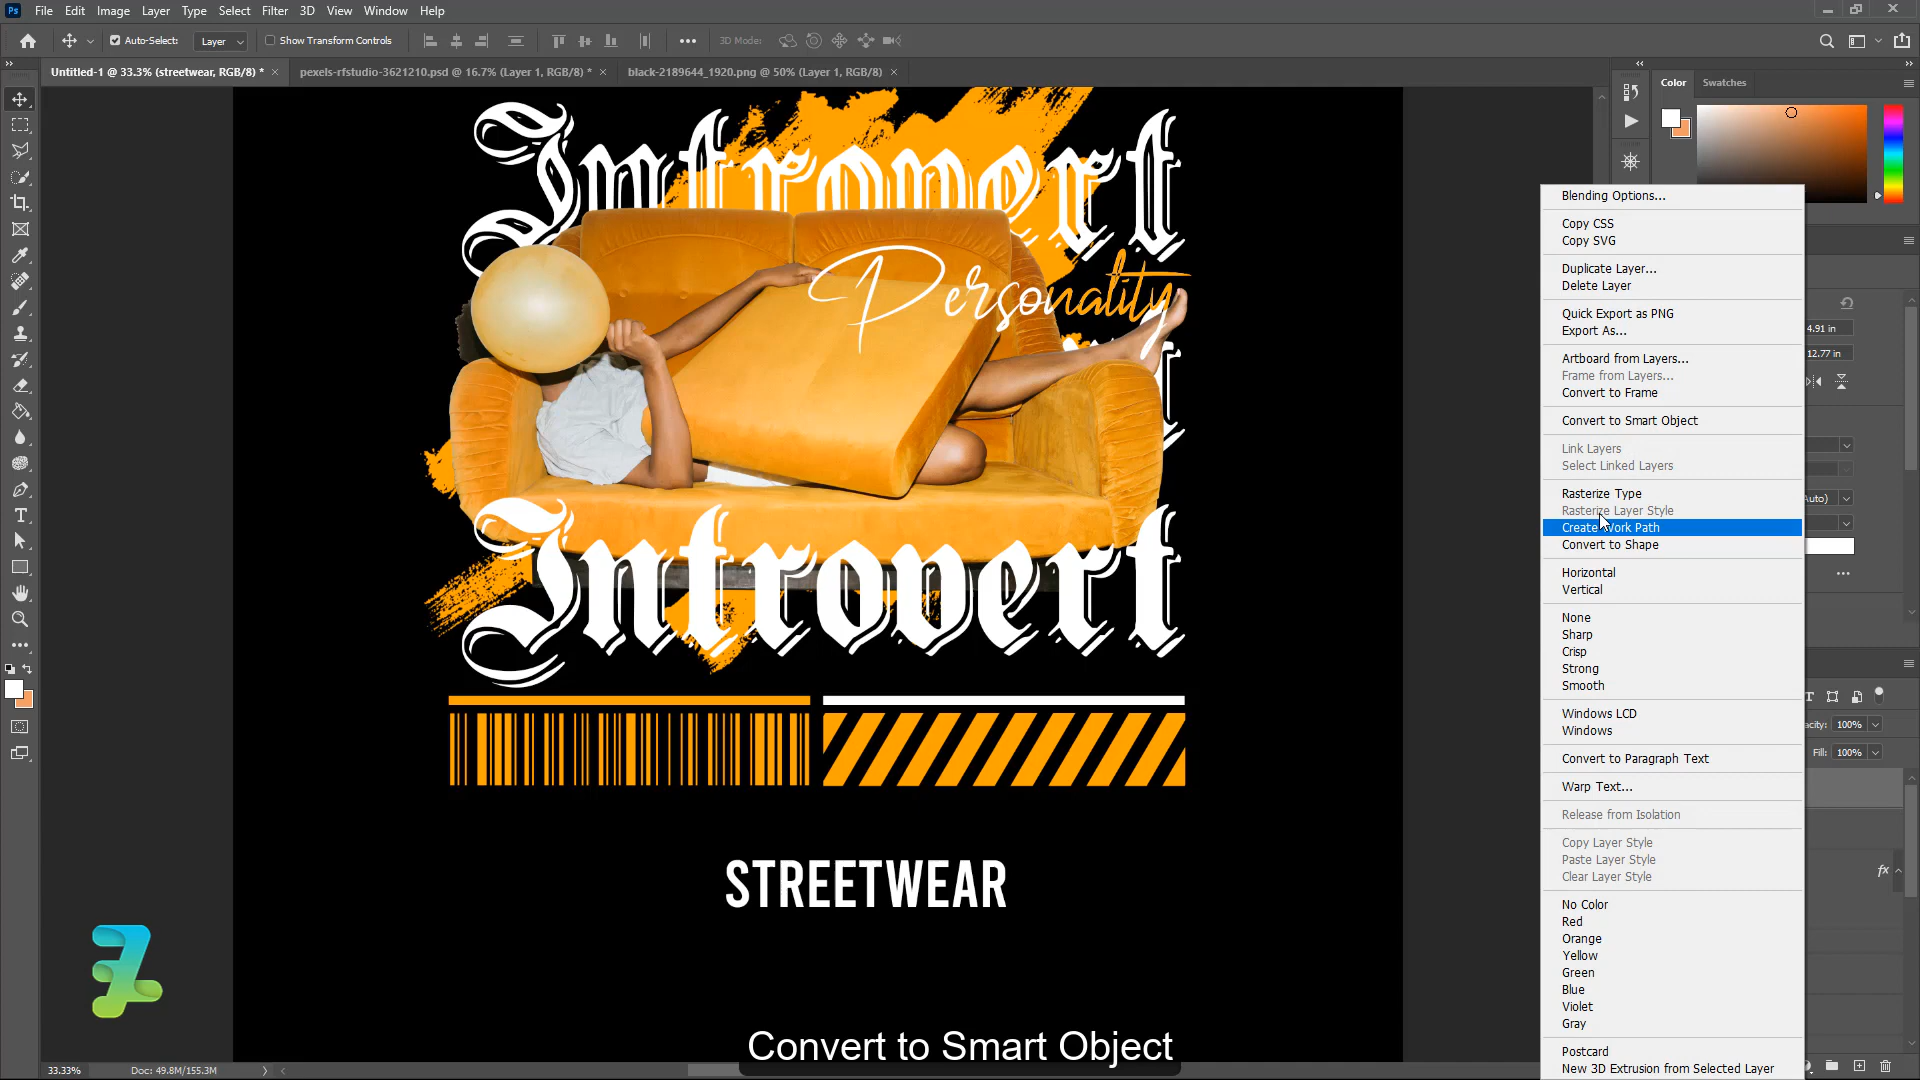 Ps File Edit Image Layer Type Select Filter 3D View Window Help
Auto-Select: Layer Show Transform Controls 3D Mode:
Untitled-1 @ 33.3% (streetwear, RGB/8) * × pexels-rfstudio-3621210.psd @ 16.7% (Layer 1, RGB/8) * × black-2189644_1920.png @ 50% (Layer 1, RGB/8) ×
Color Swatches
Introvert
Personality
Introvert
STREETWEAR
Blending Options...
Copy CSS
Copy SVG
Duplicate Layer...
Delete Layer
Quick Export as PNG
Export As...
Artboard from Layers...
Frame from Layers...
Convert to Frame
Convert to Smart Object
Link Layers
Select Linked Layers
Rasterize Type
Rasterize Layer Style
Create Work Path
Convert to Shape
Horizontal
Vertical
None
Sharp
Crisp
Strong
Smooth
Windows LCD
Windows
Convert to Paragraph Text
Warp Text...
Release from Isolation
Copy Layer Style
Paste Layer Style
Clear Layer Style
No Color
Red
Orange
Yellow
Green
Blue
Violet
Gray
Postcard
New 3D Extrusion from Selected Layer
4.91 in
12.77 in
Auto)
acity: 100%
Fill: 100%
fx
Convert to Smart Object
33.33% Doc: 49.8M/155.3M